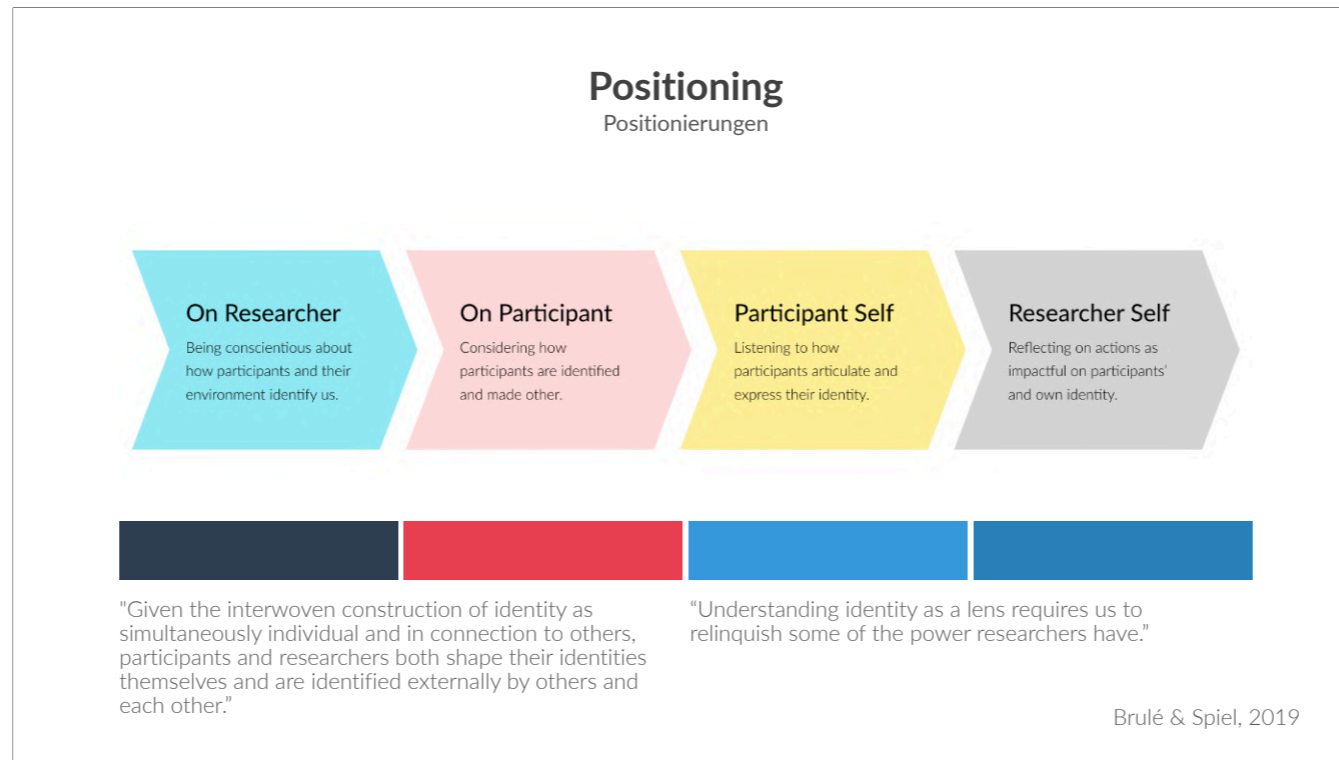 Positioning
Positionierungen
On Researcher
Being conscientious about
how participants and their
environment identify us.
On Participant
Considering how
participants are identified
and made other.
Participant Self
Listening to how
participants articulate and
express their identity.
Researcher Self
Reflecting on actions as
impactful on participants’
and own identity.
"Given the interwoven construction of identity as
simultaneously individual and in connection to others,
participants and researchers both shape their identities
themselves and are identified externally by others and
each other.”
“Understanding identity as a lens requires us to
relinquish some of the power researchers have.”
Brulé & Spiel, 2019